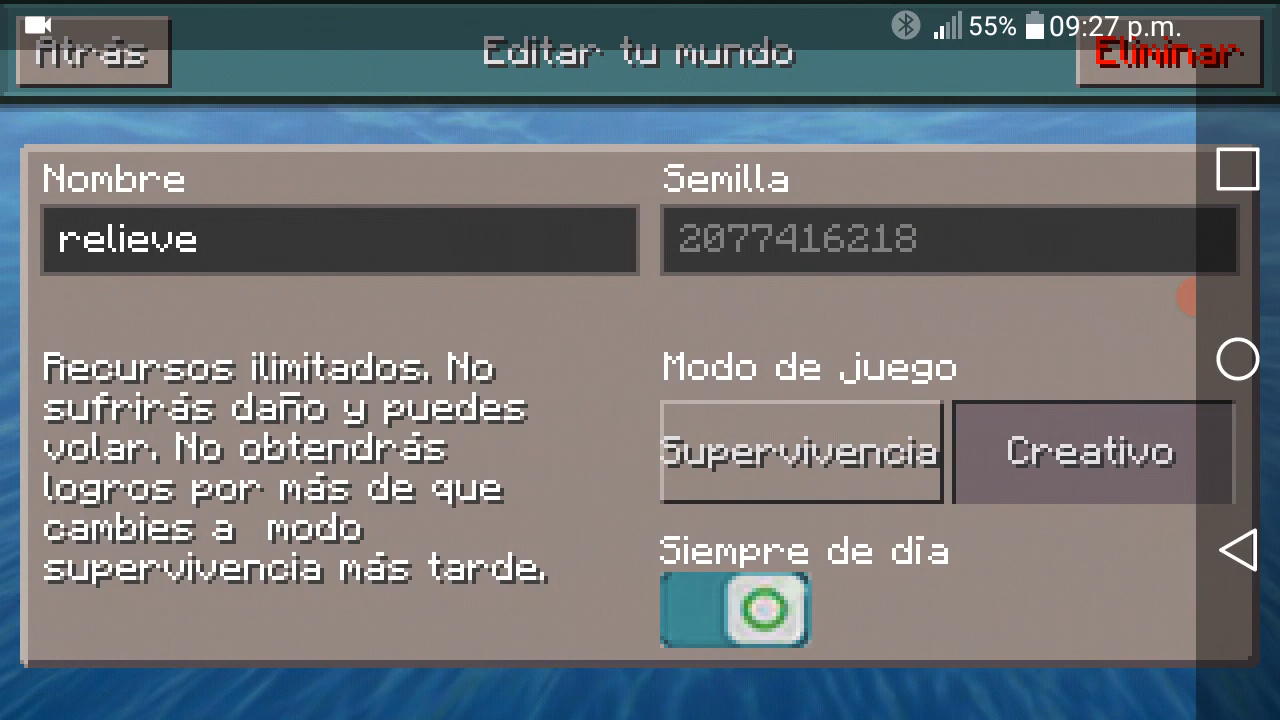 55% 09:27 p.m.
Atrás
Editar tu mundo
Eliminar
Nombre
Semilla
relieve
2077416218
Recursos ilimitados. No
sufrirás daño y puedes
volar. No obtendrás
logros por más de que
cambies a  modo
supervivencia más tarde.
Modo de juego
Supervivencia
Creativo
Siempre de día